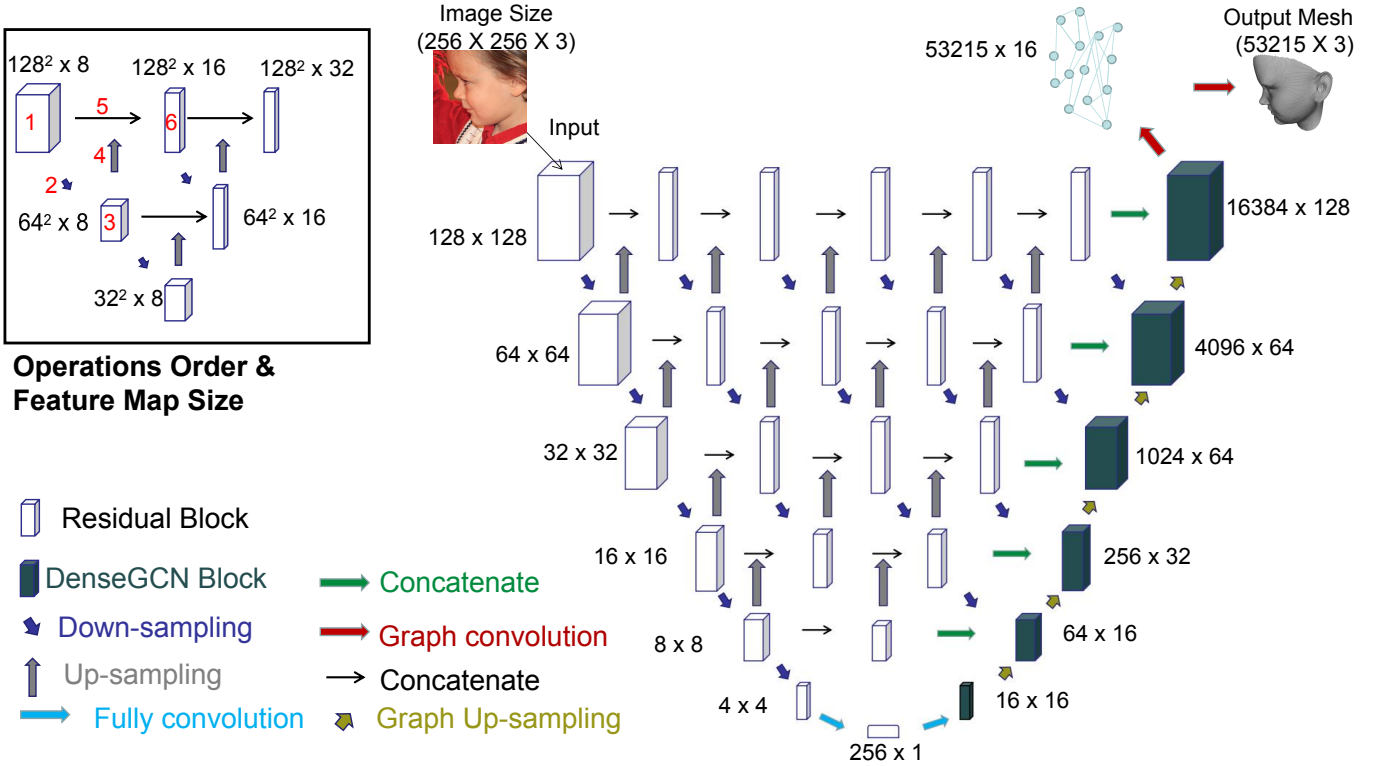 128² x 8
128² x 16
128² x 32
1
5
6
4
2
64² x 8
3
64² x 16
32² x 8
Operations Order &
Feature Map Size
Image Size
(256 X 256 X 3)
Input
53215 x 16
Output Mesh
(53215 X 3)
128 x 128
16384 x 128
64 x 64
4096 x 64
32 x 32
1024 x 64
16 x 16
256 x 32
8 x 8
64 x 16
4 x 4
16 x 16
256 x 1
Residual Block
DenseGCN Block
Down-sampling
Up-sampling
Fully convolution
Concatenate
Graph convolution
Concatenate
Graph Up-sampling